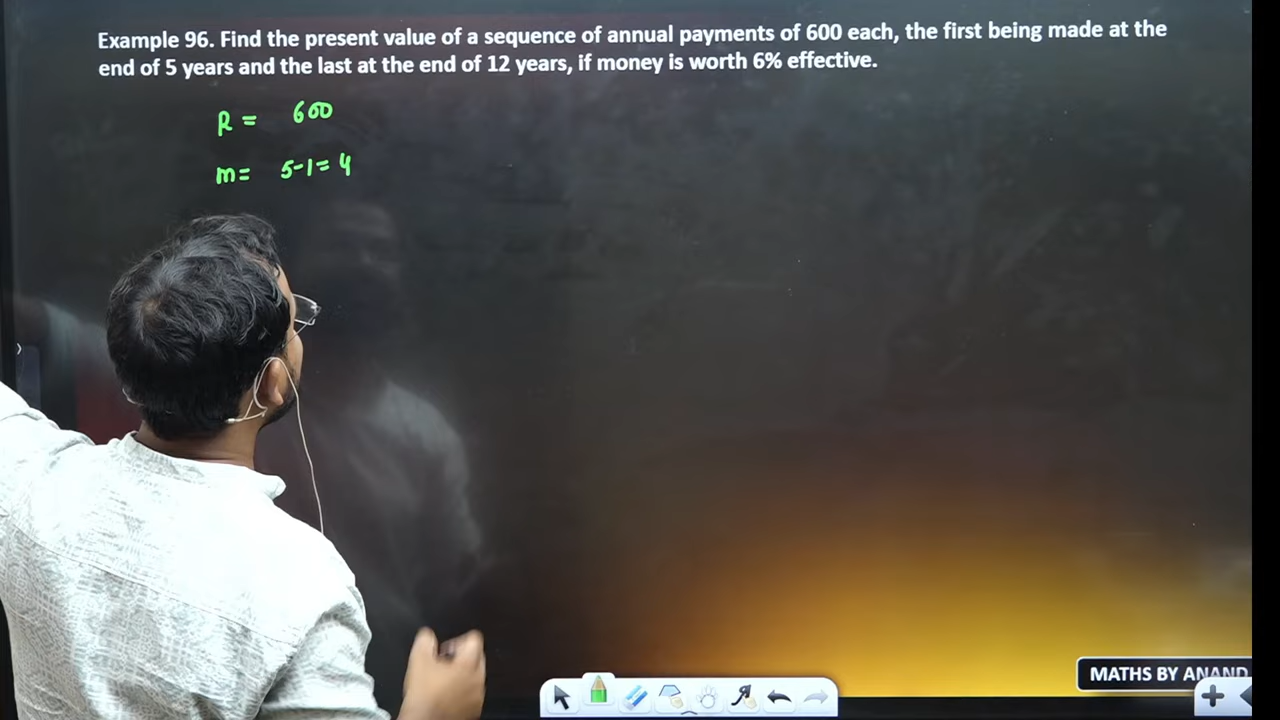 Example 96. Find the present value of a sequence of annual payments of 600 each, the first being made at the
end of 5 years and the last at the end of 12 years, if money is worth 6% effective.
R = 600
m = 5-1 = 4
MATHS BY ANAND